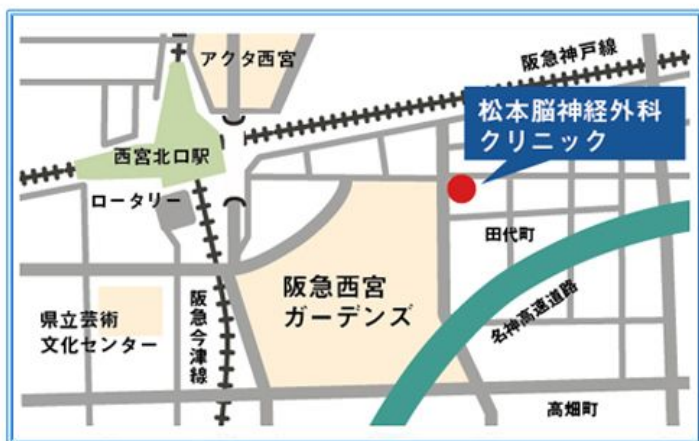 アクタ西宮
阪急神戸線
松本脳神経外科
クリニック
西宮北口駅
ロータリー
田代町
阪急西宮
ガーデンズ
名神高速道路
県立芸術
文化センター
阪急今津線
高畑町